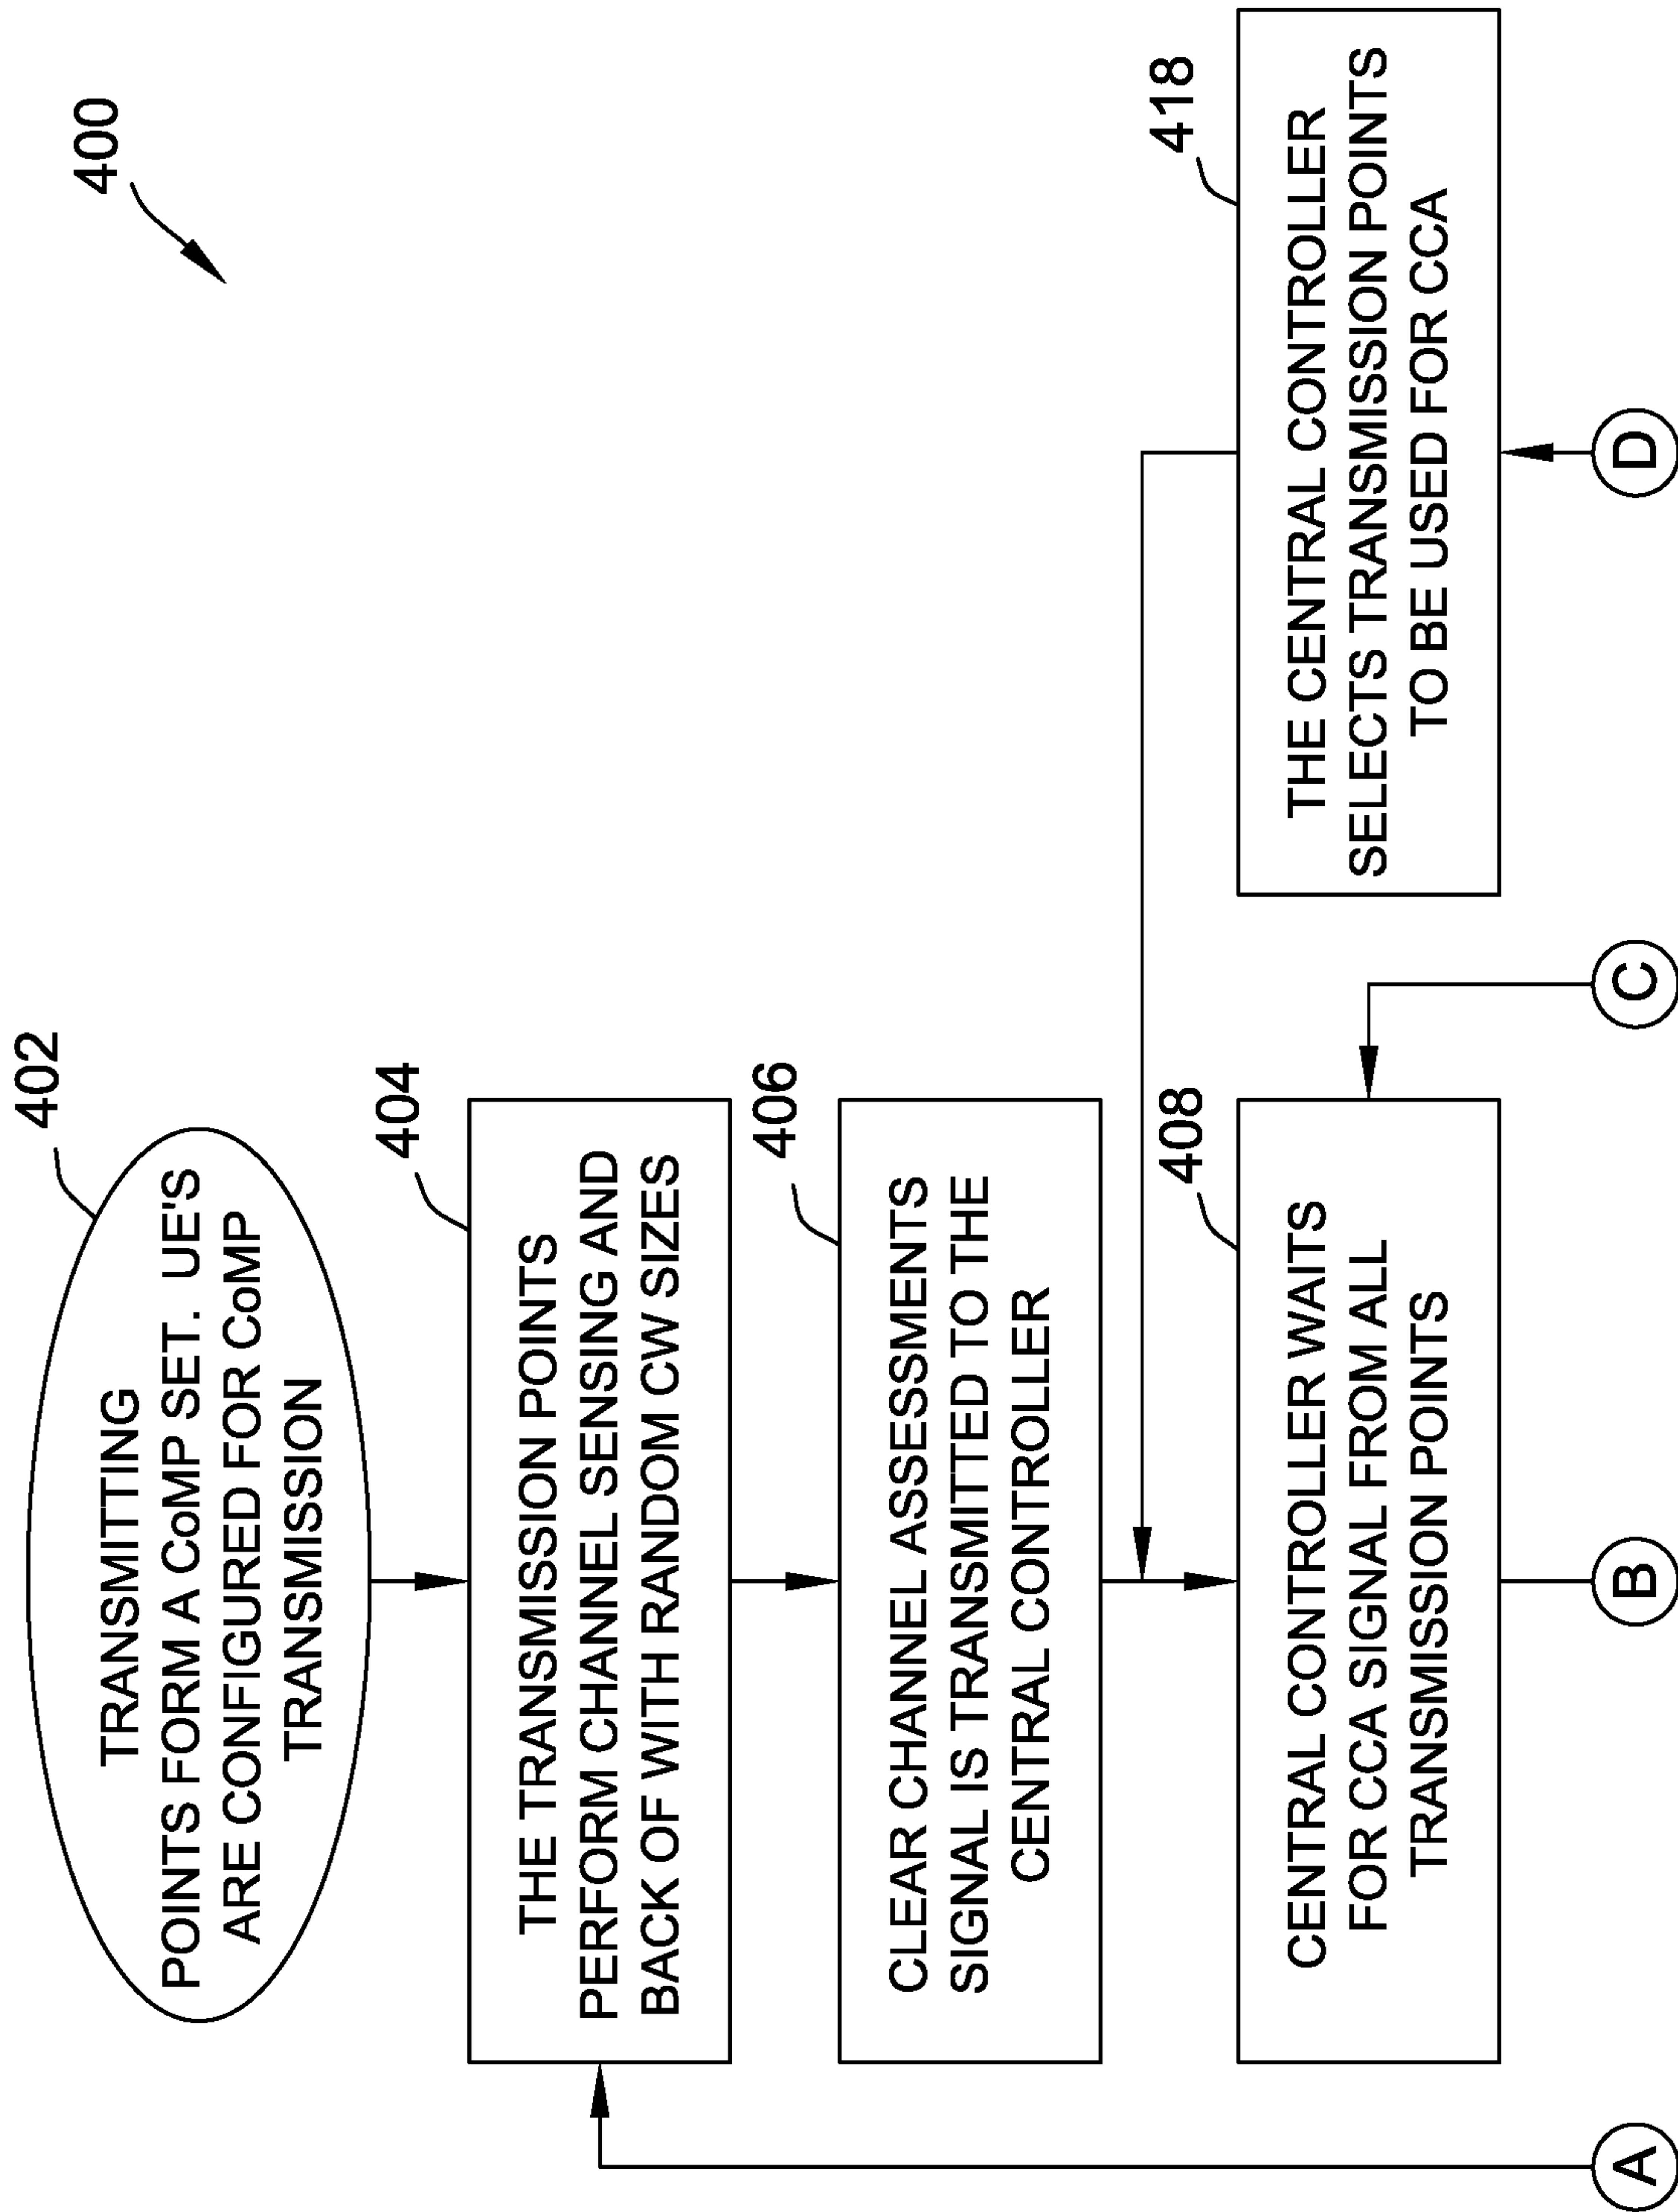 400
402
TRANSMITTING
POINTS FORM A CoMP SET. UE'S
ARE CONFIGURED FOR CoMP
TRANSMISSION
404
THE TRANSMISSION POINTS
PERFORM CHANNEL SENSING AND
BACK OF WITH RANDOM CW SIZES
406
CLEAR CHANNEL ASSESSMENTS
SIGNAL IS TRANSMITTED TO THE
CENTRAL CONTROLLER
408
CENTRAL CONTROLLER WAITS
FOR CCA SIGNAL FROM ALL
TRANSMISSION POINTS
418
THE CENTRAL CONTROLLER
SELECTS TRANSMISSION POINTS
TO BE USED FOR CCA
A
B
C
D